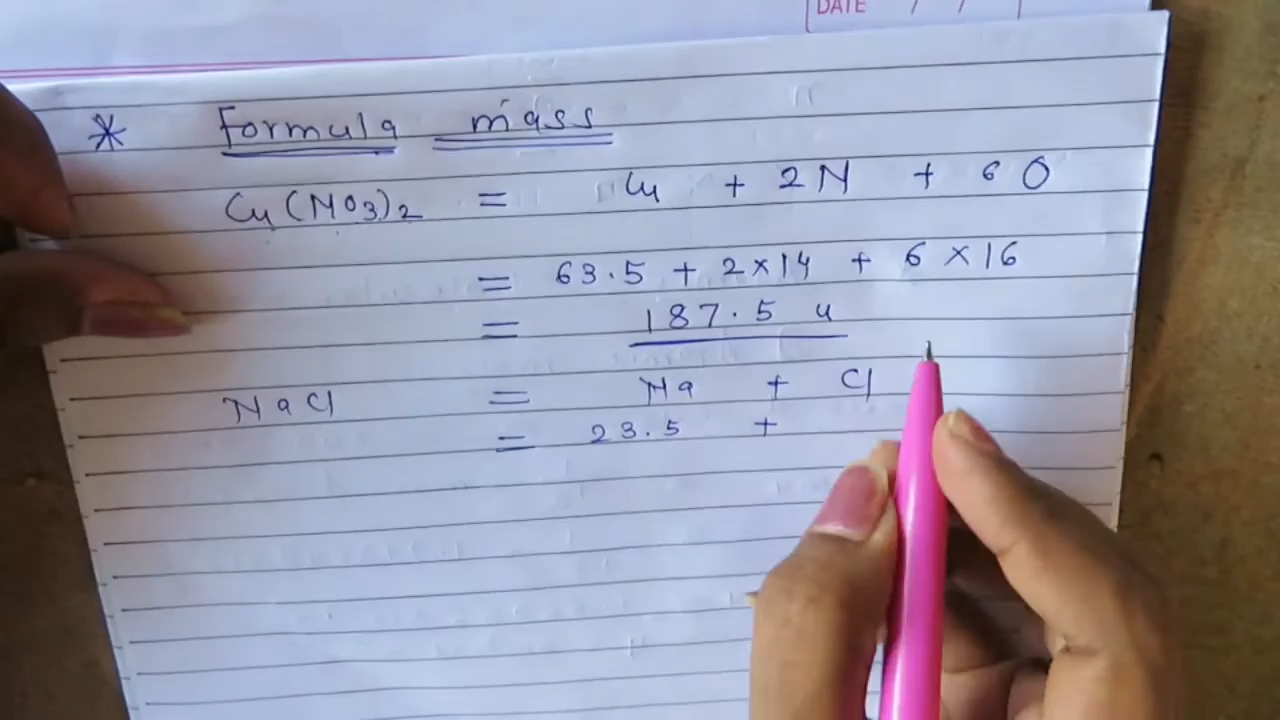 DATE / /
* Formula mass
Cu(NO3)2 = Cu + 2N + 6O
= 63.5 + 2×14 + 6×16
= 187.5 u
NaCl = Na + Cl
= 23.5 +